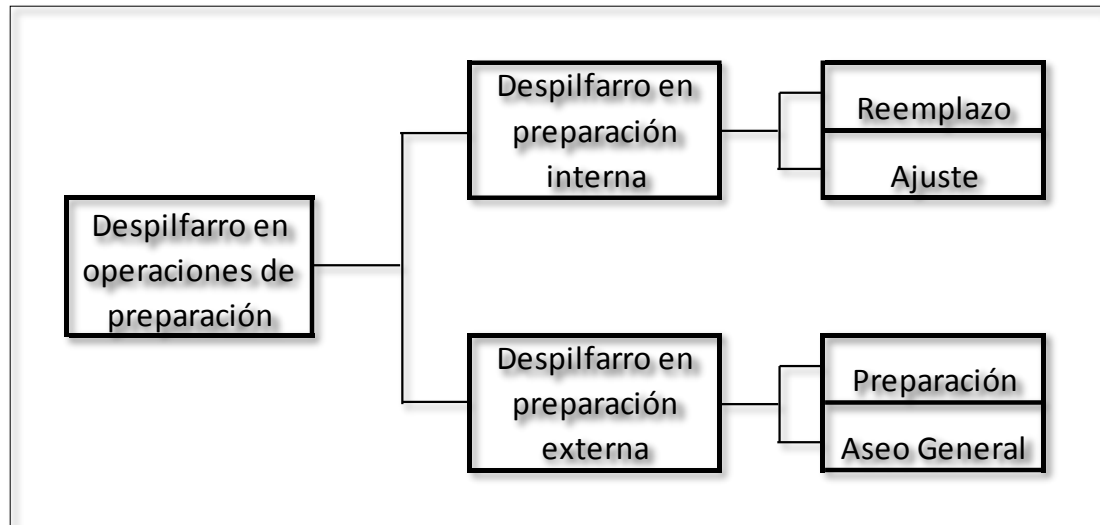 Despilfarro en
operaciones de
preparación
Despilfarro en
preparación
interna
Reemplazo
Ajuste
Despilfarro en
preparación
externa
Preparación
Aseo General